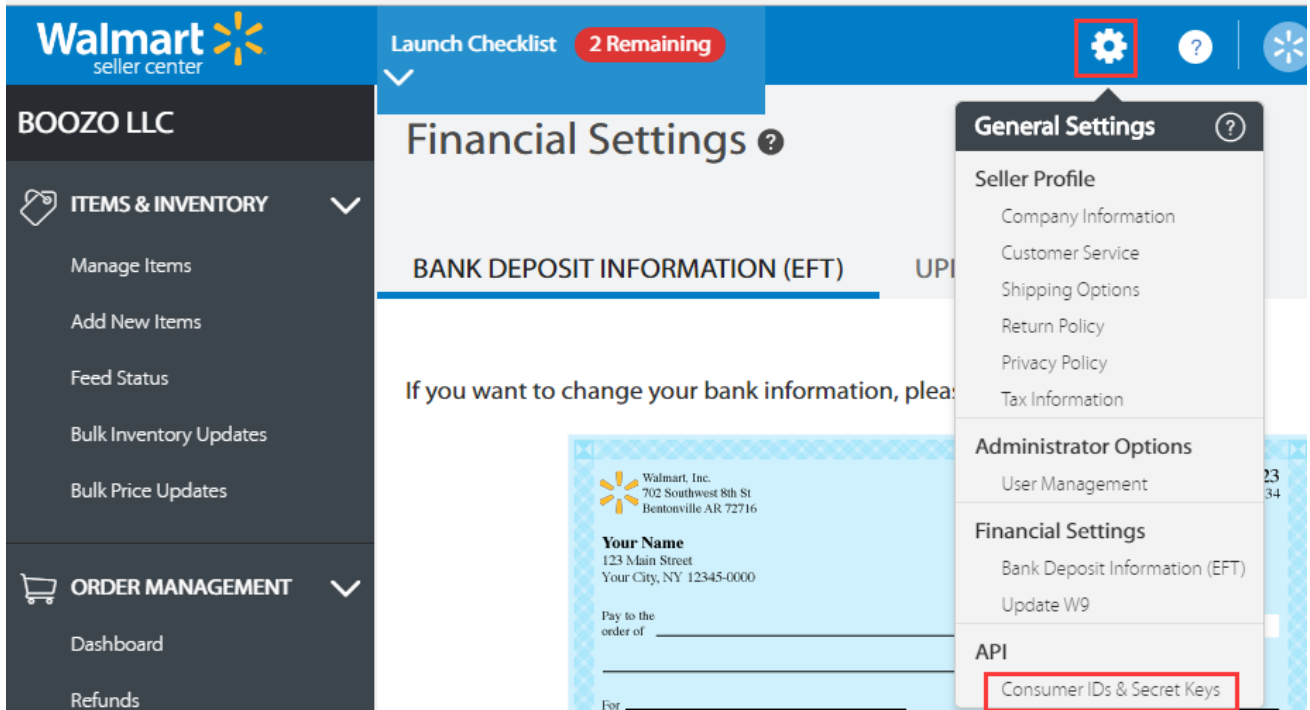 Walmart
seller center
Launch Checklist 2 Remaining
?
BOOZO LLC
ITEMS & INVENTORY
Manage Items
Add New Items
Feed Status
Bulk Inventory Updates
Bulk Price Updates
ORDER MANAGEMENT
Dashboard
Refunds
Financial Settings ?
BANK DEPOSIT INFORMATION (EFT) UPI
If you want to change your bank information, plea
Walmart, Inc.
702 Southwest 8th St
Bentonville AR 72716
23
34
Your Name
123 Main Street
Your City, NY 12345-0000
Pay to the
order of
For
General Settings ?
Seller Profile
Company Information
Customer Service
Shipping Options
Return Policy
Privacy Policy
Tax Information
Administrator Options
User Management
Financial Settings
Bank Deposit Information (EFT)
Update W9
API
Consumer IDs & Secret Keys